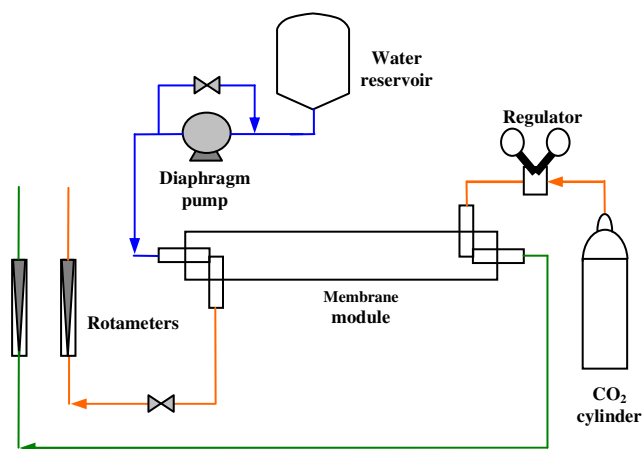 Water
reservoir
Regulator
Diaphragm
pump
Rotameters
Membrane
module
CO₂
cylinder